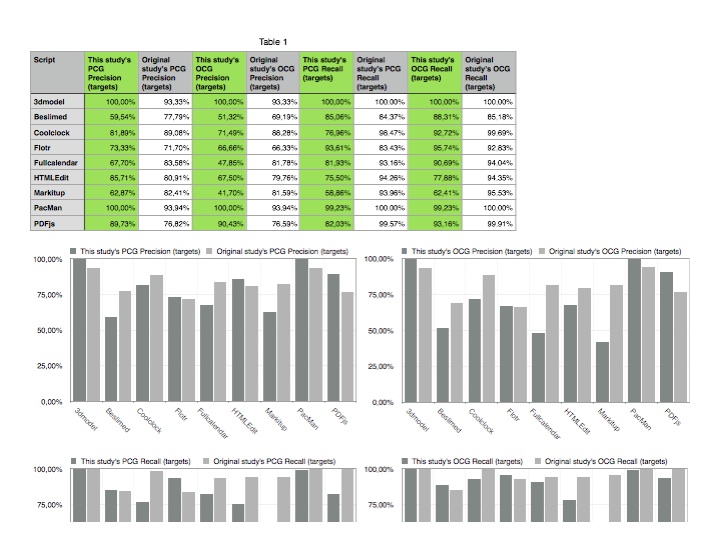 Table 1
Script This study's PCG Precision (targets) Original study's PCG Precision (targets) This study's OCG Precision (targets) Original study's OCG Precision (targets) This study's PCG Recall (targets) Original study's PCG Recall (targets) This study's OCG Recall (targets) Original study's OCG Recall (targets)
3dmodel 100,00% 93,33% 100,00% 93,33% 100,00% 100.00% 100,00% 100.00%
Beslimed 59,54% 77,79% 51,32% 69,19% 85,06% 84.37% 88,31% 85.18%
Coolclock 81,89% 89,08% 71,49% 88,28% 76,96% 98.47% 92,72% 99.69%
Flotr 73,33% 71,70% 66,66% 66,33% 93,61% 83.43% 95,74% 92.83%
Fullcalendar 67,70% 83,58% 47,85% 81,78% 81,93% 93.16% 90,69% 94.04%
HTMLEdit 85,71% 80,91% 67,50% 79,76% 75,50% 94.26% 77,88% 94.35%
Markitup 62,87% 82,41% 41,70% 81,59% 58,86% 93.96% 62,41% 95.53%
PacMan 100,00% 93,94% 100,00% 93,94% 99,23% 100.00% 99,23% 100.00%
PDFjs 89,73% 76,82% 90,43% 76,59% 82,03% 99.57% 93,16% 99.91%
This study's PCG Precision (targets) Original study's PCG Precision (targets)
100,00%
75,00%
50,00%
25,00%
0,00%
3dmodel Beslimed Coolclock Flotr Fullcalendar HTMLEdit Markitup PacMan PDFjs
This study's OCG Precision (targets) Original study's OCG Precision (targets)
100,00%
75,00%
50,00%
25,00%
0,00%
3dmodel Beslimed Coolclock Flotr Fullcalendar HTMLEdit Markitup PacMan PDFjs
This study's PCG Recall (targets) Original study's PCG Recall (targets)
100,00%
75,00%
This study's OCG Recall (targets) Original study's OCG Recall (targets)
100,00%
75,00%